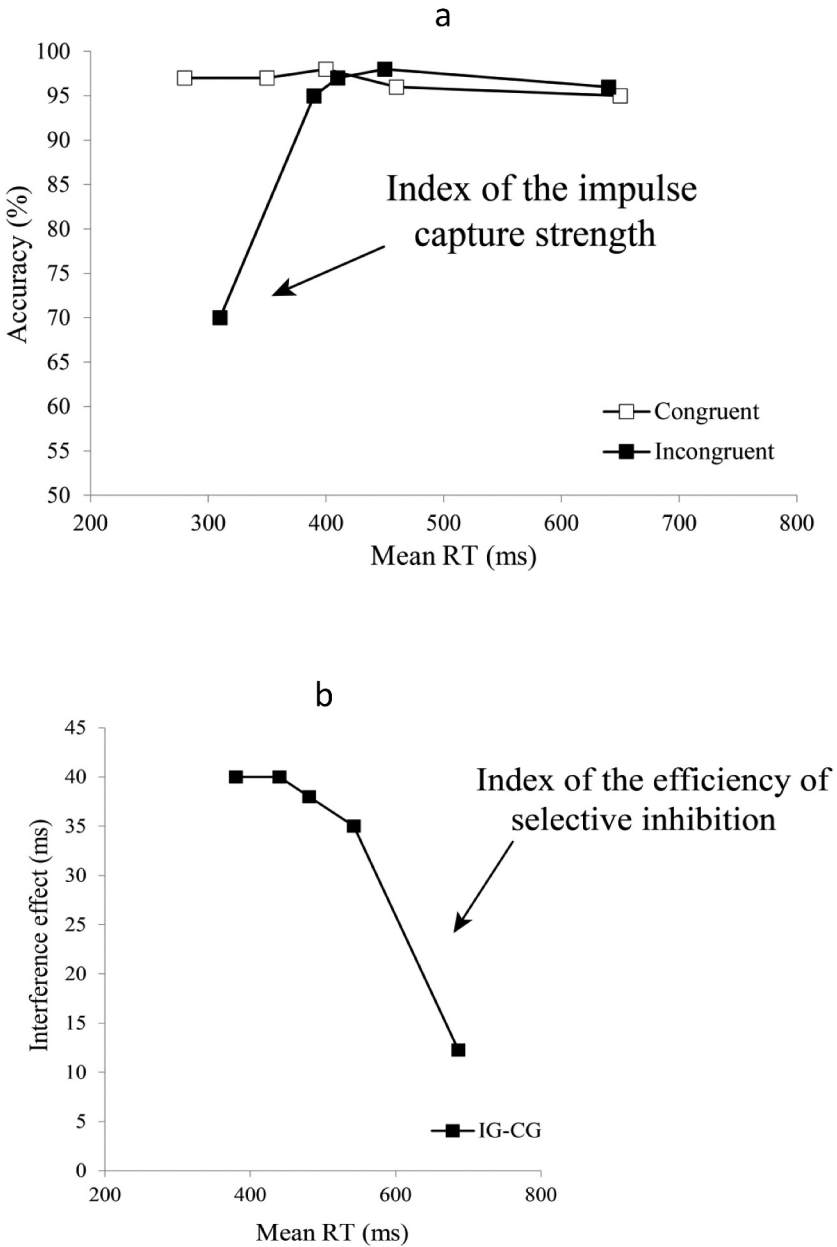 a
100
95
90
85
80
75
70
65
60
55
50
Accuracy (%)
Index of the impulse
capture strength
Congruent
Incongruent
200 300 400 500 600 700 800
Mean RT (ms)
b
45
40
35
30
25
20
15
10
5
0
Interference effect (ms)
Index of the efficiency of
selective inhibition
IG-CG
200 400 600 800
Mean RT (ms)